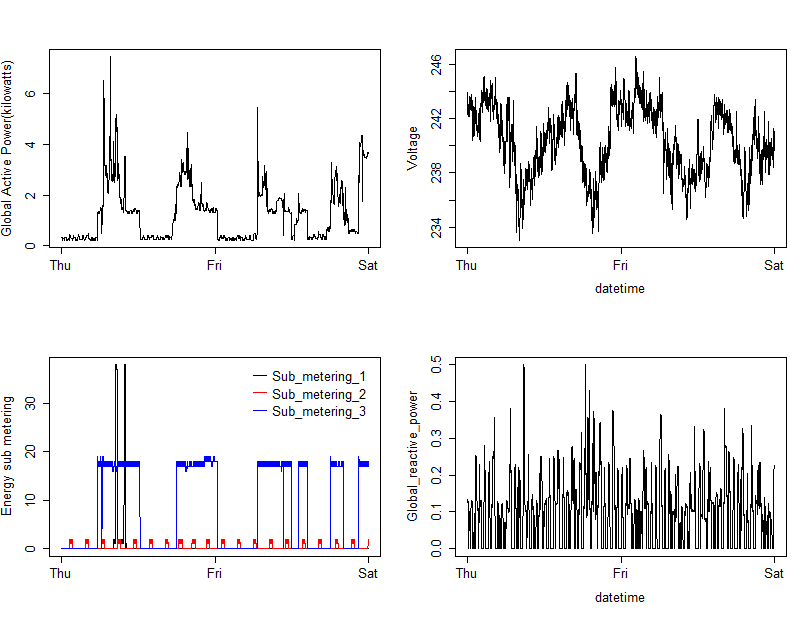 Global Active Power(kilowatts)
0 2 4 6
Thu Fri Sat
Voltage
234 238 242 246
Thu Fri Sat
datetime
Energy sub metering
0 10 20 30
Sub_metering_1
Sub_metering_2
Sub_metering_3
Thu Fri Sat
Global_reactive_power
0.0 0.1 0.2 0.3 0.4 0.5
Thu Fri Sat
datetime